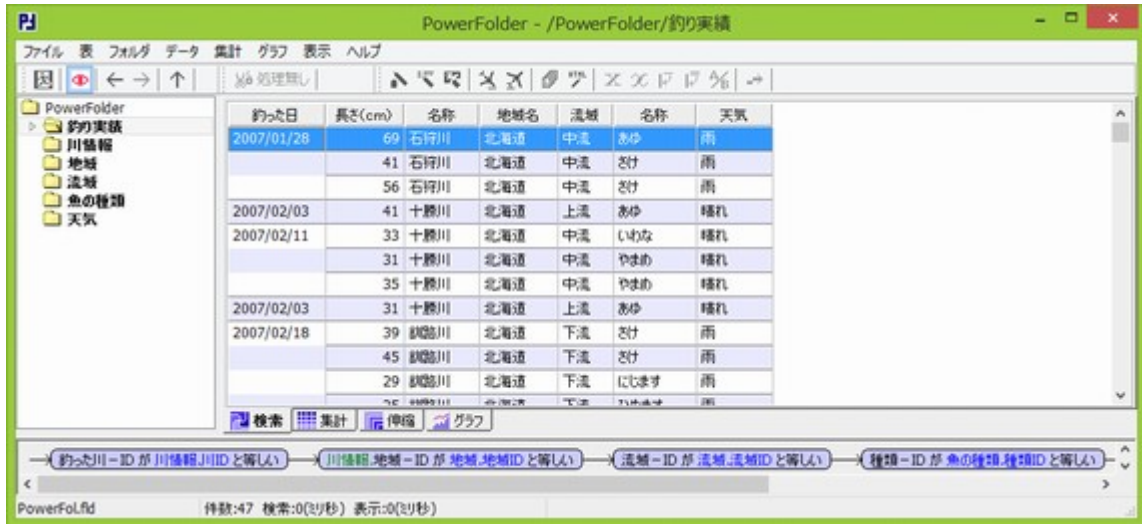 PowerFolder - /PowerFolder/釣り実績
ファイル 表 フォルダ データ 集計 グラフ 表示 ヘルプ
処理無し
PowerFolder
釣り実績
川情報
地域
流域
魚の種類
天気
釣った日 長さ(cm) 名称 地域名 流域 名称 天気
2007/01/28 69 石狩川 北海道 中流 あゆ 雨
41 石狩川 北海道 中流 さけ 雨
56 石狩川 北海道 中流 さけ 雨
2007/02/03 41 十勝川 北海道 上流 あゆ 晴れ
2007/02/11 33 十勝川 北海道 中流 いわな 晴れ
31 十勝川 北海道 中流 やまめ 晴れ
35 十勝川 北海道 中流 やまめ 晴れ
2007/02/03 31 十勝川 北海道 上流 あゆ 晴れ
2007/02/18 39 釧路川 北海道 下流 さけ 雨
45 釧路川 北海道 下流 さけ 雨
29 釧路川 北海道 下流 にじます 雨
検索 集計 伸縮 グラフ
釣った川-ID が 川情報.川ID と等しい 川情報.地域-ID が 地域.地域ID と等しい 流域-ID が 流域.流域ID と等しい 種類-ID が 魚の種類.種類ID と等しい
PowerFol.fld 件数:47 検索:0(ミリ秒) 表示:0(ミリ秒)